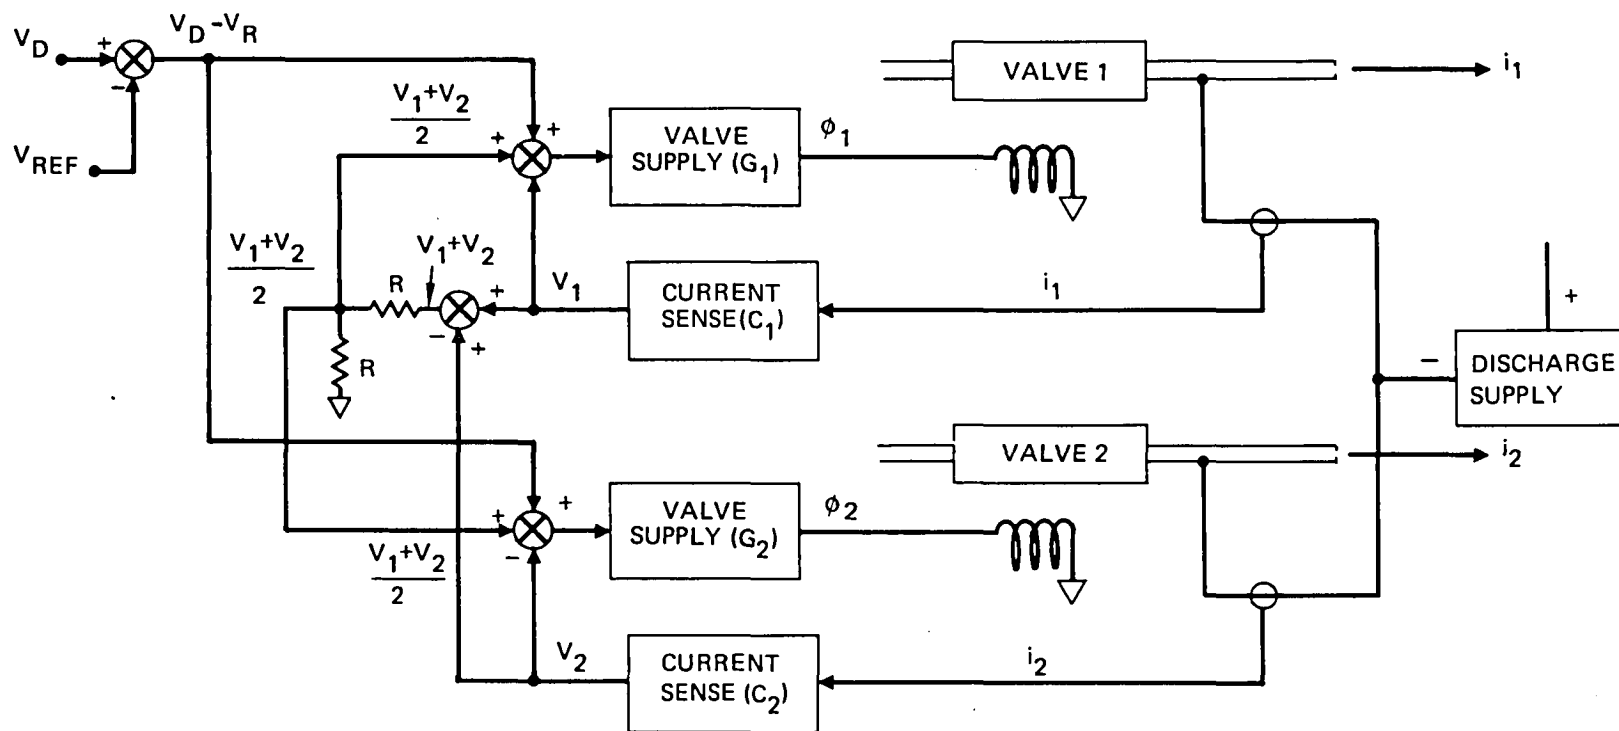 V_D
+
V_D - V_R
-
V_REF
V_1+V_2
2
+
+
VALVE
SUPPLY (G_1)
ϕ_1
VALVE 1
i_1
V_1+V_2
2
V_1+V_2
R
+
-
+
R
V_1
CURRENT
SENSE(C_1)
i_1
+
-
DISCHARGE
SUPPLY
VALVE 2
i_2
+
+
-
V_1+V_2
2
VALVE
SUPPLY (G_2)
ϕ_2
V_2
CURRENT
SENSE (C_2)
i_2